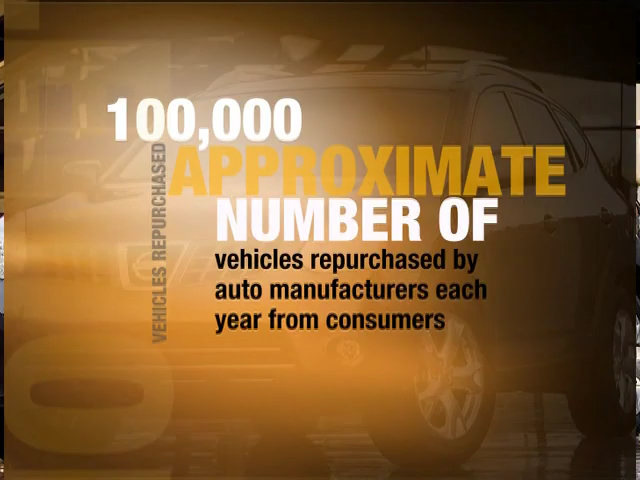 100,000
APPROXIMATE
NUMBER OF
vehicles repurchased by
auto manufacturers each
year from consumers
VEHICLES REPURCHASED